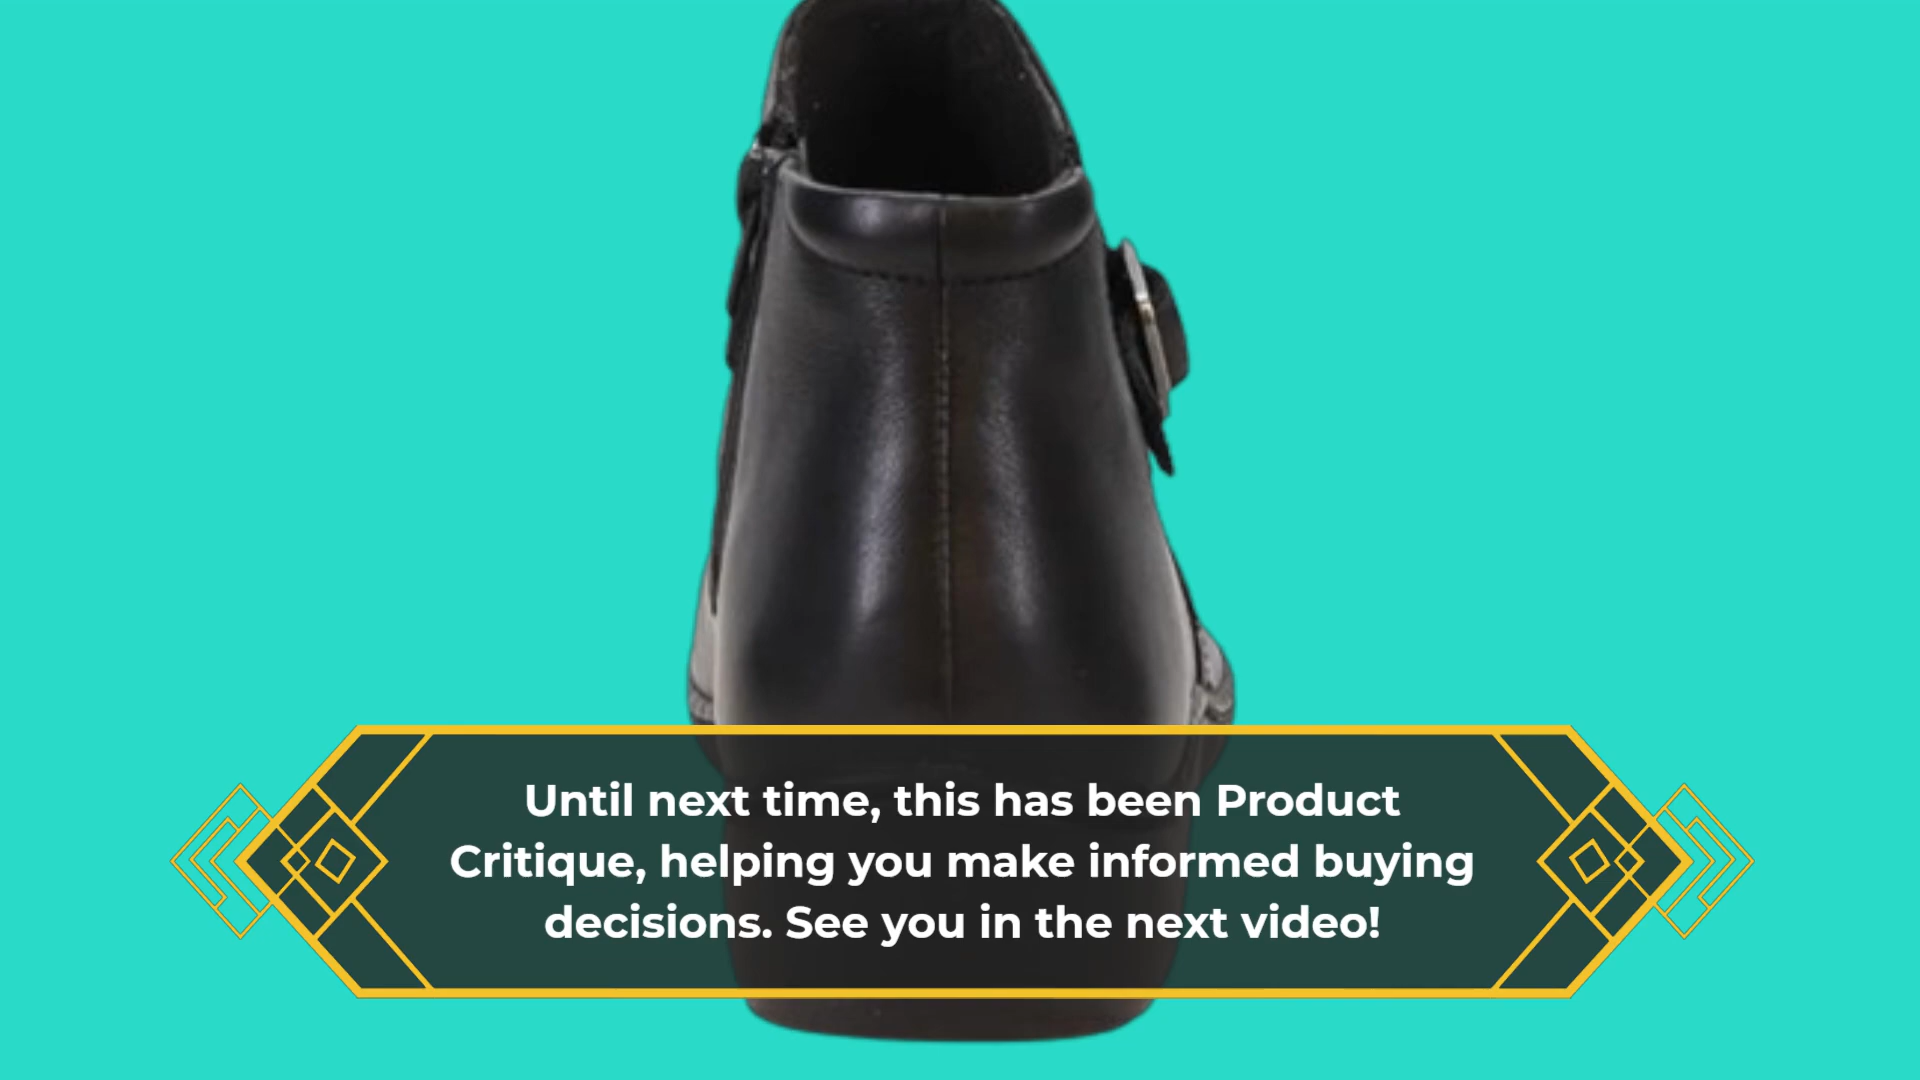 Until next time, this has been Product
Critique, helping you make informed buying
decisions. See you in the next video!